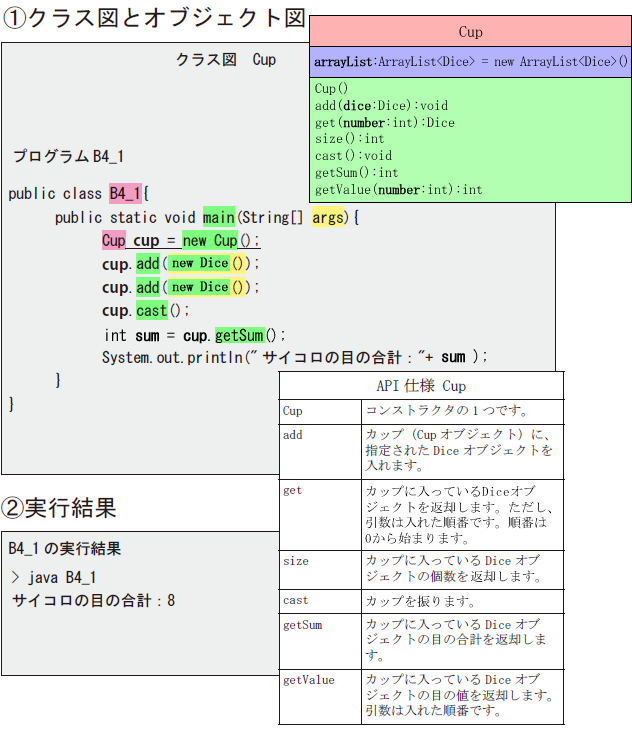 ①クラス図とオブジェクト図
クラス図　Cup
Cup
arrayList:ArrayList<Dice> = new ArrayList<Dice>()
Cup()
add(dice:Dice):void
get(number:int):Dice
size():int
cast():void
getSum():int
getValue(number:int):int
プログラム B4_1
public class B4_1{
public static void main(String[] args){
Cup cup = new Cup();
cup.add(new Dice());
cup.add(new Dice());
cup.cast();
int sum = cup.getSum();
System.out.println("サイコロの目の合計："+ sum );
}
}
API 仕様 Cup
Cup コンストラクタの１つです。
add カップ（Cup オブジェクト）に、
指定された Dice オブジェクトを
入れます。
get カップに入っているDiceオブ
ジェクトを返却します。ただし、
引数は入れた順番です。順番は
0から始まります。
size カップに入っている Dice オブ
ジェクトの個数を返却します。
cast カップを振ります。
getSum カップに入っている Dice オブ
ジェクトの目の合計を返却しま
す。
getValue カップに入っている Dice オブ
ジェクトの目の値を返却します。
引数は入れた順番です。
②実行結果
B4_1 の実行結果
> java B4_1
サイコロの目の合計：8